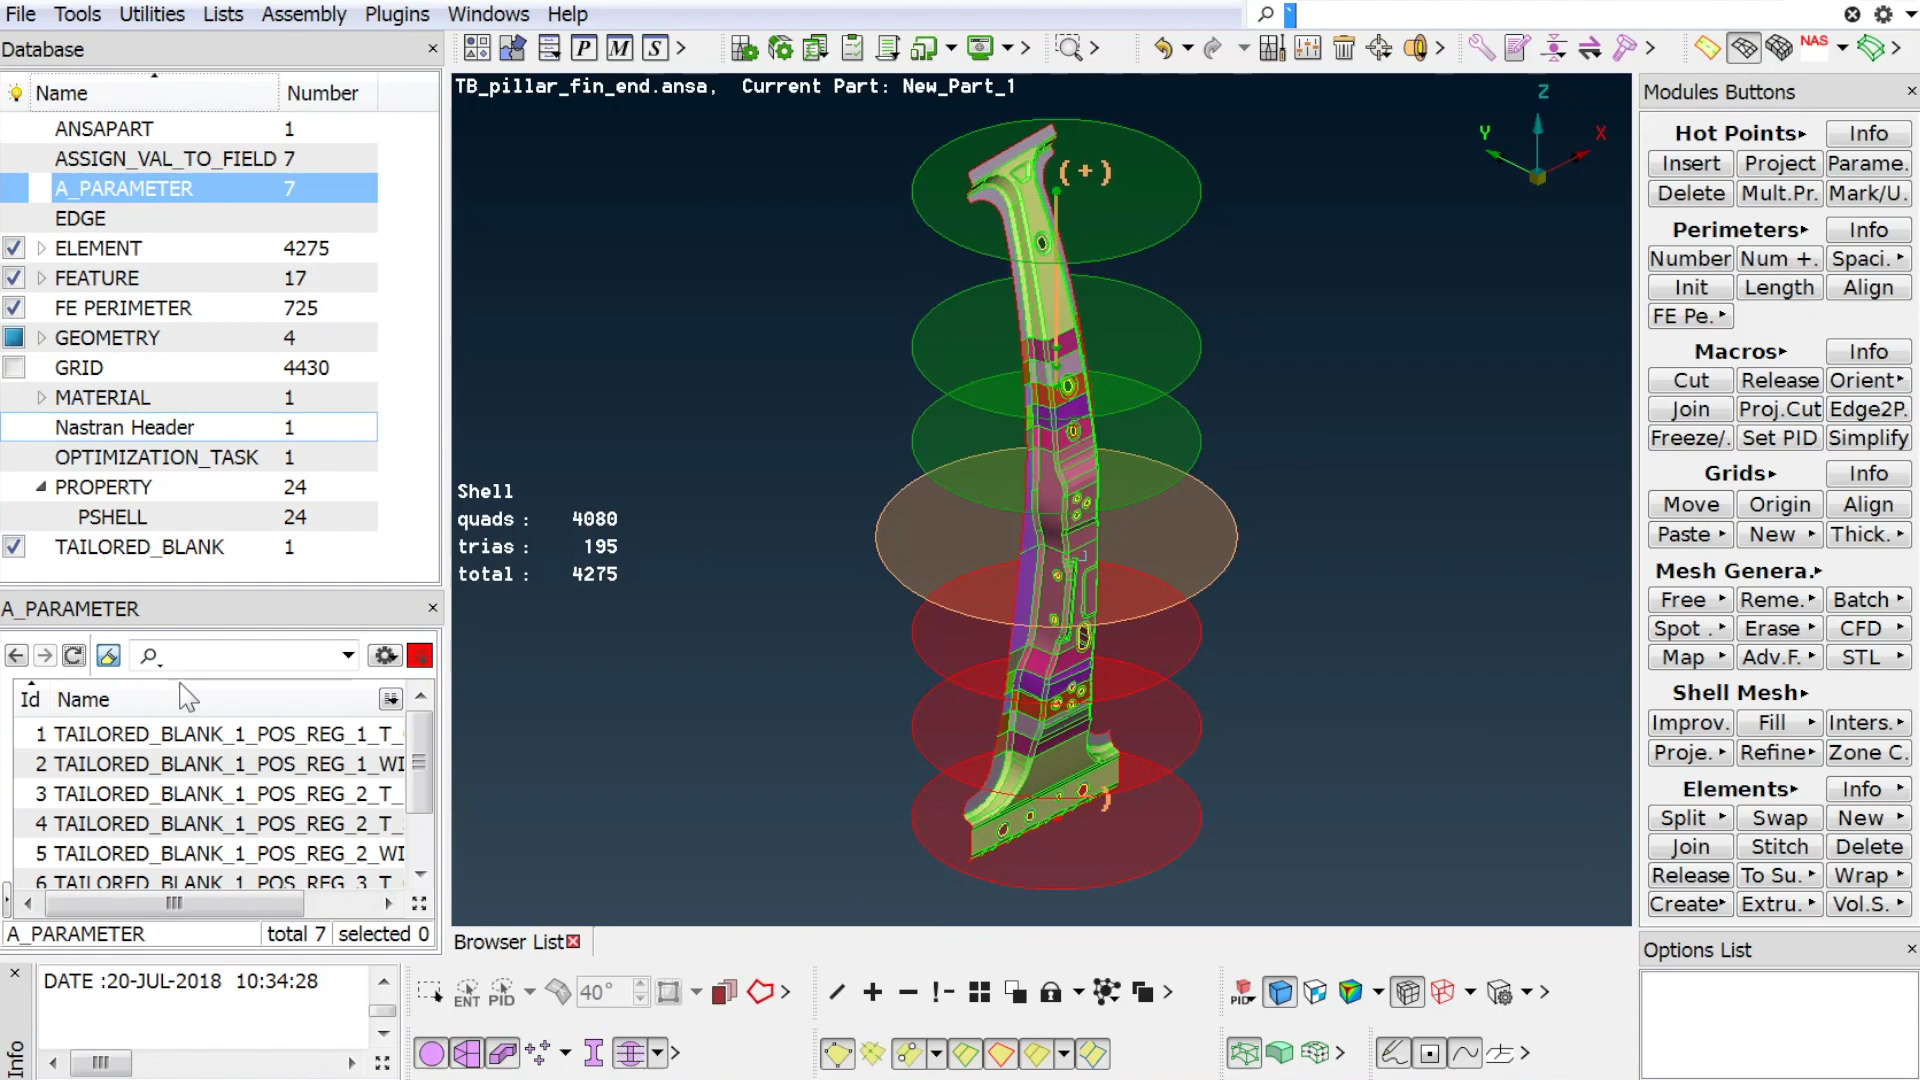 File Tools Utilities Lists Assembly Plugins Windows Help
Database
P M S
NAS
Name Number
ANSAPART 1
ASSIGN_VAL_TO_FIELD 7
A_PARAMETER 7
EDGE
ELEMENT 4275
FEATURE 17
FE PERIMETER 725
GEOMETRY 4
GRID 4430
MATERIAL 1
Nastran Header 1
OPTIMIZATION_TASK 1
PROPERTY 24
PSHELL 24
TAILORED_BLANK 1
A_PARAMETER
Id Name
1 TAILORED_BLANK_1_POS_REG_1_T_
2 TAILORED_BLANK_1_POS_REG_1_WI
3 TAILORED_BLANK_1_POS_REG_2_T_
4 TAILORED_BLANK_1_POS_REG_2_T_
5 TAILORED_BLANK_1_POS_REG_2_WI
6 TAILORED_BLANK_1_POS_REG_3_T_
A_PARAMETER total 7 selected 0
TB_pillar_fin_end.ansa, Current Part: New_Part_1
Z
Y X
(+)
Shell
quads : 4080
trias : 195
total : 4275
Browser List
Modules Buttons
Hot Points Info
Insert Project Parame.
Delete Mult.Pr. Mark/U.
Perimeters Info
Number Num +. Spaci.
Init Length Align
FE Pe.
Macros Info
Cut Release Orient
Join Proj.Cut Edge2P.
Freeze/. Set PID Simplify
Grids Info
Move Origin Align
Paste New Thick.
Mesh Genera.
Free Reme. Batch
Spot . Erase CFD
Map Adv.F. STL
Shell Mesh
Improv. Fill Inters.
Proje. Refine Zone C.
Elements Info
Split Swap New
Join Stitch Delete
Release To Su. Wrap
Create Extru. Vol.S.
Options List
Info
DATE :20-JUL-2018 10:34:28
ENT PID 40°
PID